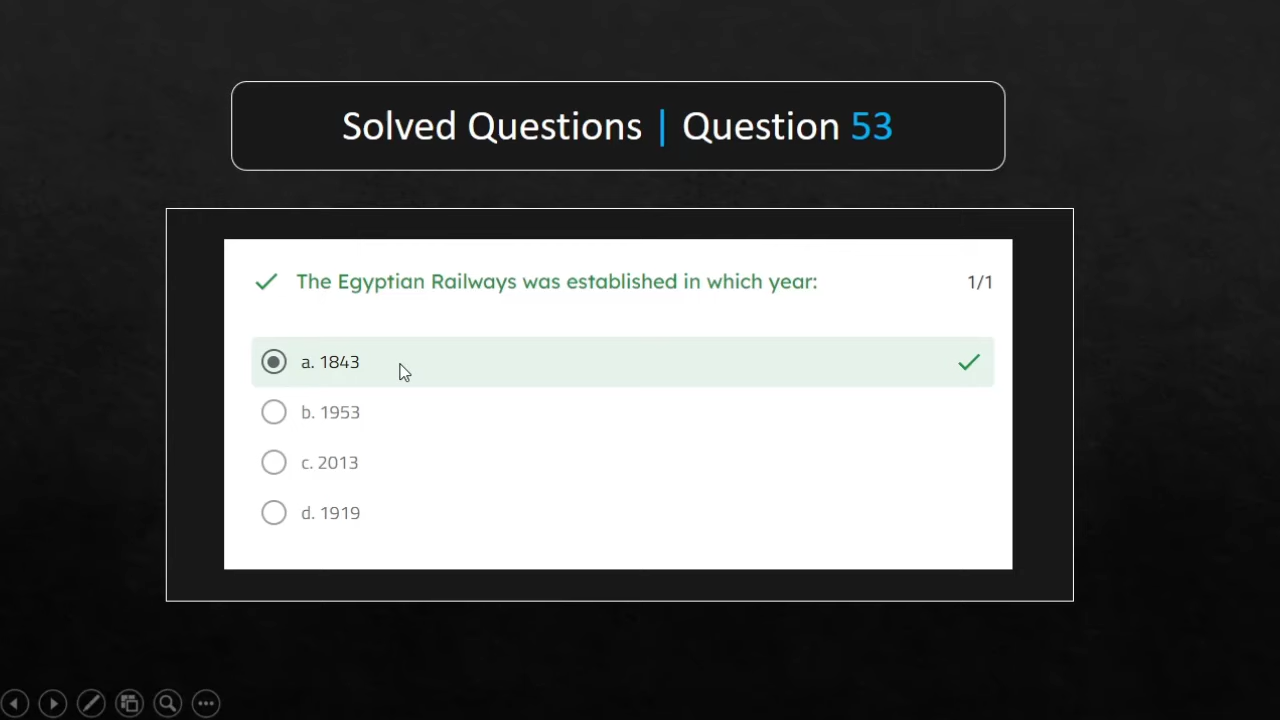 Solved Questions | Question 53
The Egyptian Railways was established in which year: 1/1
a. 1843
b. 1953
c. 2013
d. 1919